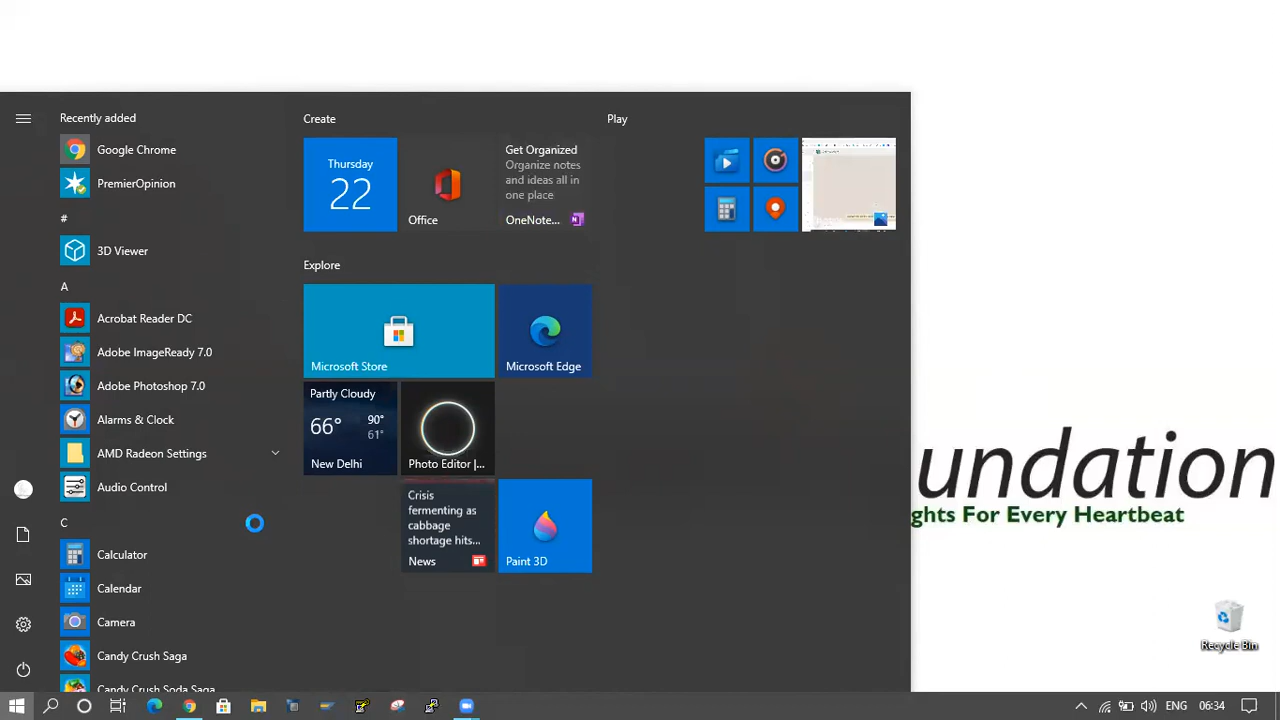 Recently added
Google Chrome
PremierOpinion
#
3D Viewer
A
Acrobat Reader DC
Adobe ImageReady 7.0
Adobe Photoshop 7.0
Alarms & Clock
AMD Radeon Settings
Audio Control
C
Calculator
Calendar
Camera
Candy Crush Saga
Candy Crush Soda Saga
Create
Thursday
22
Office
Get Organized
Organize notes
and ideas all in
one place
OneNote...
Explore
Microsoft Store
Microsoft Edge
Partly Cloudy
66° 90°
61°
New Delhi
Photo Editor |...
Crisis
fermenting as
cabbage
shortage hits...
News
Paint 3D
Play
undation
ghts For Every Heartbeat
Recycle Bin
ENG
06:34